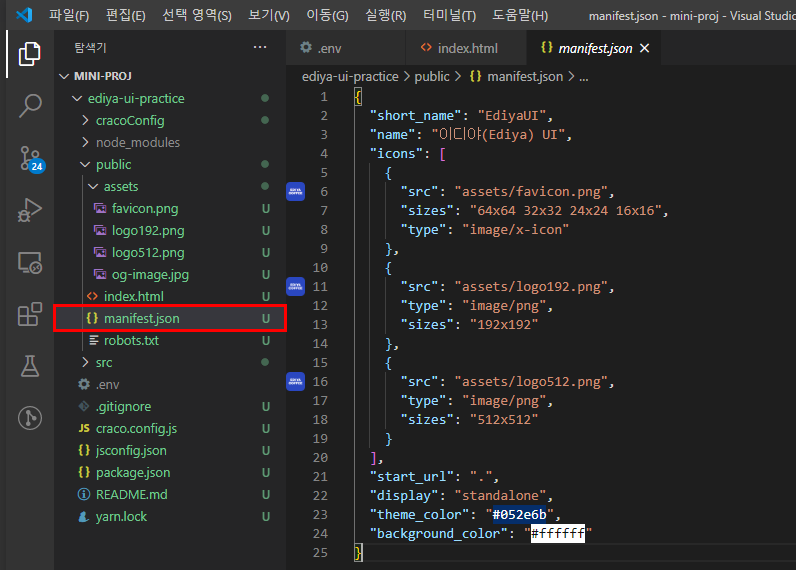 파일(F) 편집(E) 선택 영역(S) 보기(V) 이동(G) 실행(R) 터미널(T) 도움말(H) manifest.json - mini-proj - Visual Studio
탐색기 ···
.env index.html manifest.json
MINI-PROJ
ediya-ui-practice
cracoConfig
node_modules
public
assets
favicon.png U
logo192.png U
logo512.png U
og-image.jpg U
index.html U
manifest.json U
robots.txt U
src
.env
.gitignore U
JS craco.config.js U
{} jsconfig.json U
{} package.json U
README.md U
yarn.lock U
24
ediya-ui-practice > public > {} manifest.json > ...
1 {
2 "short_name": "EdiyaUI",
3 "name": "이디야(Ediya) UI",
4 "icons": [
5 {
6 "src": "assets/favicon.png",
7 "sizes": "64x64 32x32 24x24 16x16",
8 "type": "image/x-icon"
9 },
10 {
11 "src": "assets/logo192.png",
12 "type": "image/png",
13 "sizes": "192x192"
14 },
15 {
16 "src": "assets/logo512.png",
17 "type": "image/png",
18 "sizes": "512x512"
19 }
20 ],
21 "start_url": ".",
22 "display": "standalone",
23 "theme_color": "#052e6b",
24 "background_color": "#ffffff"
25 }